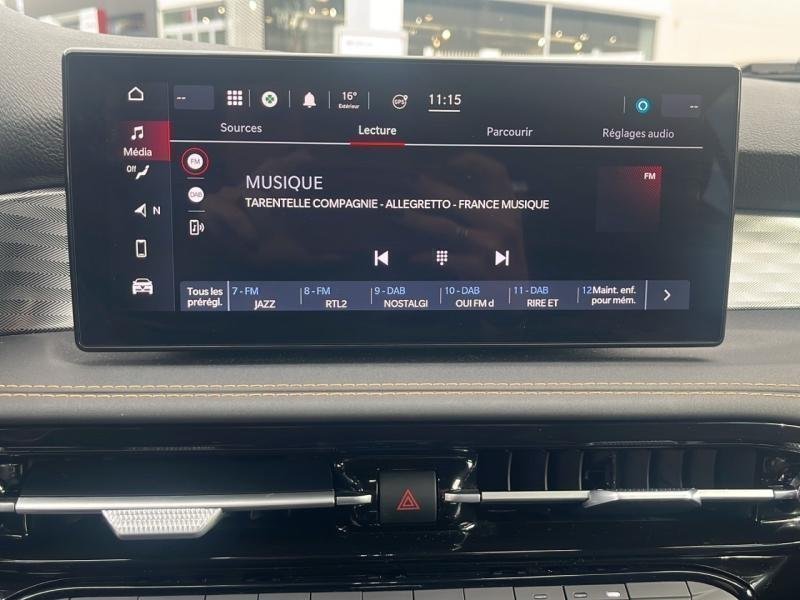 -- 16° GPS 11:15 --
Extérieur
Sources Lecture Parcourir Réglages audio
Média
FM
FM
Off
DAB
MUSIQUE
TARENTELLE COMPAGNIE - ALLEGRETTO - FRANCE MUSIQUE
N
Tous les prérégl.
7 - FM
JAZZ
8 - FM
RTL2
9 - DAB
NOSTALGI
10 - DAB
OUI FM d
11 - DAB
RIRE ET
12 Maint. enf.
pour mém.